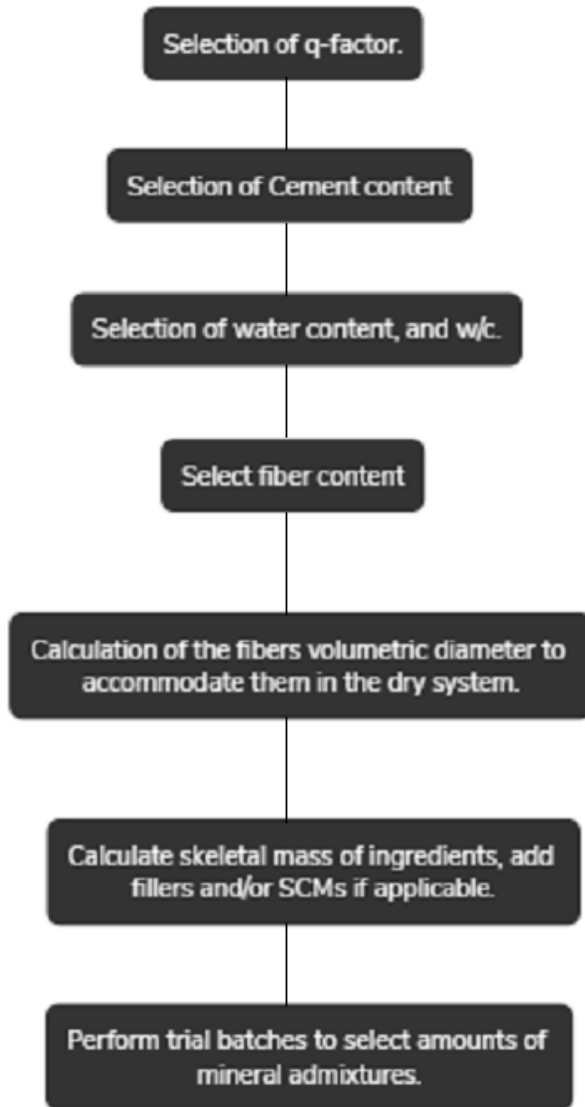 Selection of q-factor.
Selection of Cement content
Selection of water content, and w/c.
Select fiber content
Calculation of the fibers volumetric diameter to
accommodate them in the dry system.
Calculate skeletal mass of ingredients, add
fillers and/or SCMs if applicable.
Perform trial batches to select amounts of
mineral admixtures.